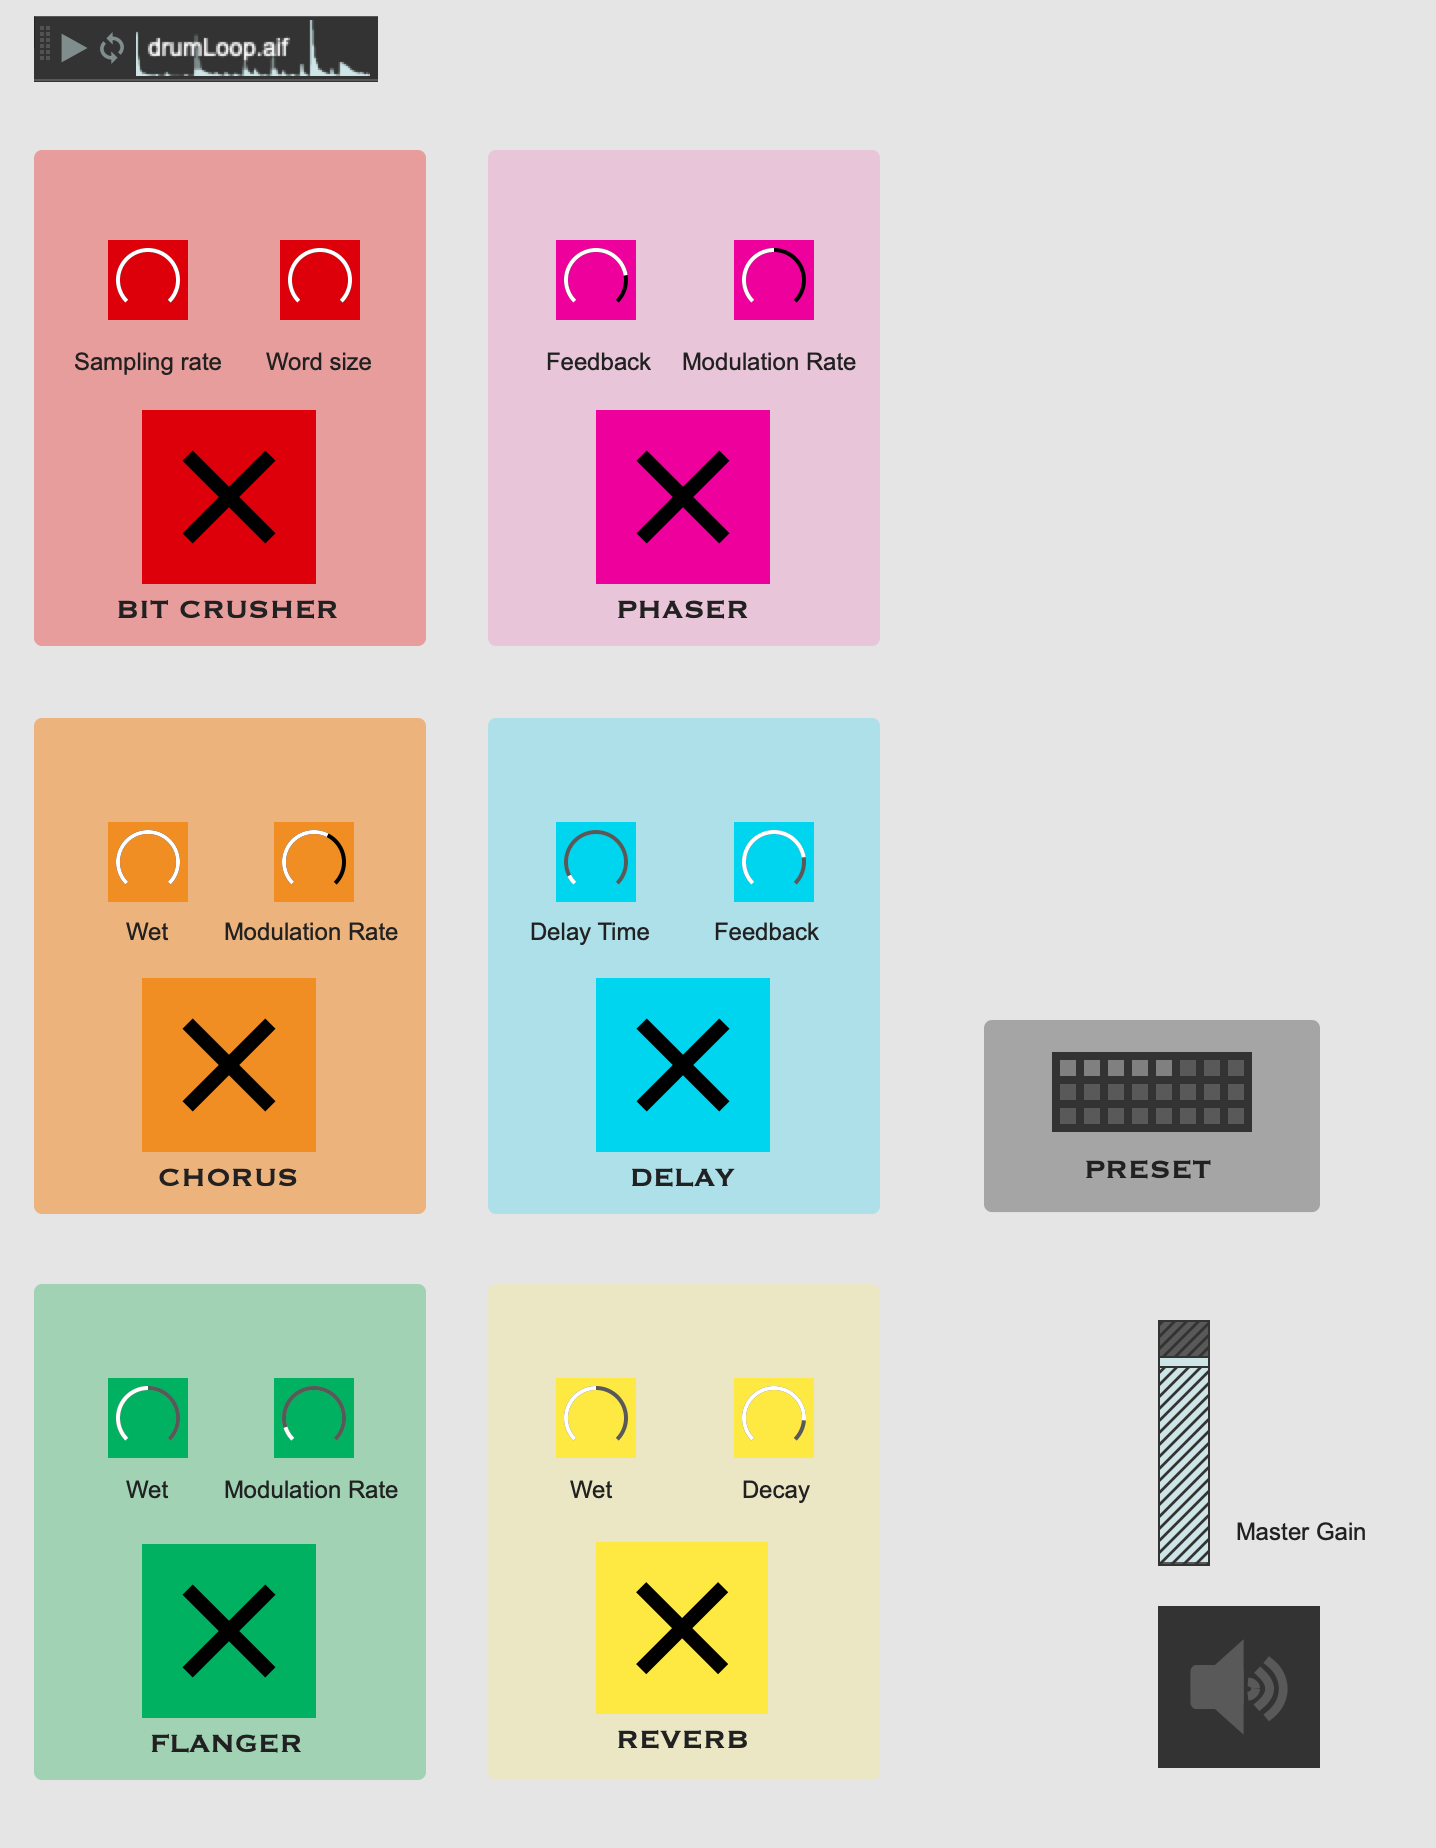 drumLoop.aif
Sampling rate
Word size
BIT CRUSHER
Feedback
Modulation Rate
PHASER
Wet
Modulation Rate
CHORUS
Delay Time
Feedback
DELAY
PRESET
Wet
Modulation Rate
FLANGER
Wet
Decay
REVERB
Master Gain